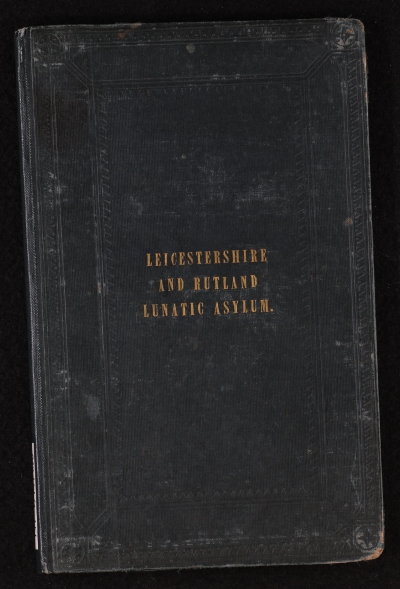 LEICESTERSHIRE
AND RUTLAND
LUNATIC ASYLUM.